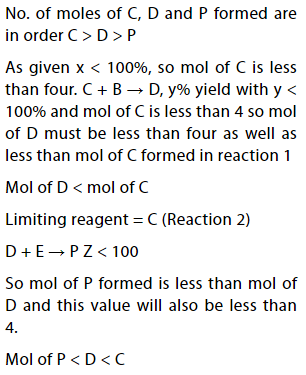 No. of moles of C, D and P formed are
in order C > D > P
As given x < 100%, so mol of C is less
than four. C + B → D, y% yield with y <
100% and mol of C is less than 4 so mol
of D must be less than four as well as
less than mol of C formed in reaction 1
Mol of D < mol of C
Limiting reagent = C (Reaction 2)
D + E → P Z < 100
So mol of P formed is less than mol of
D and this value will also be less than
4.
Mol of P < D < C